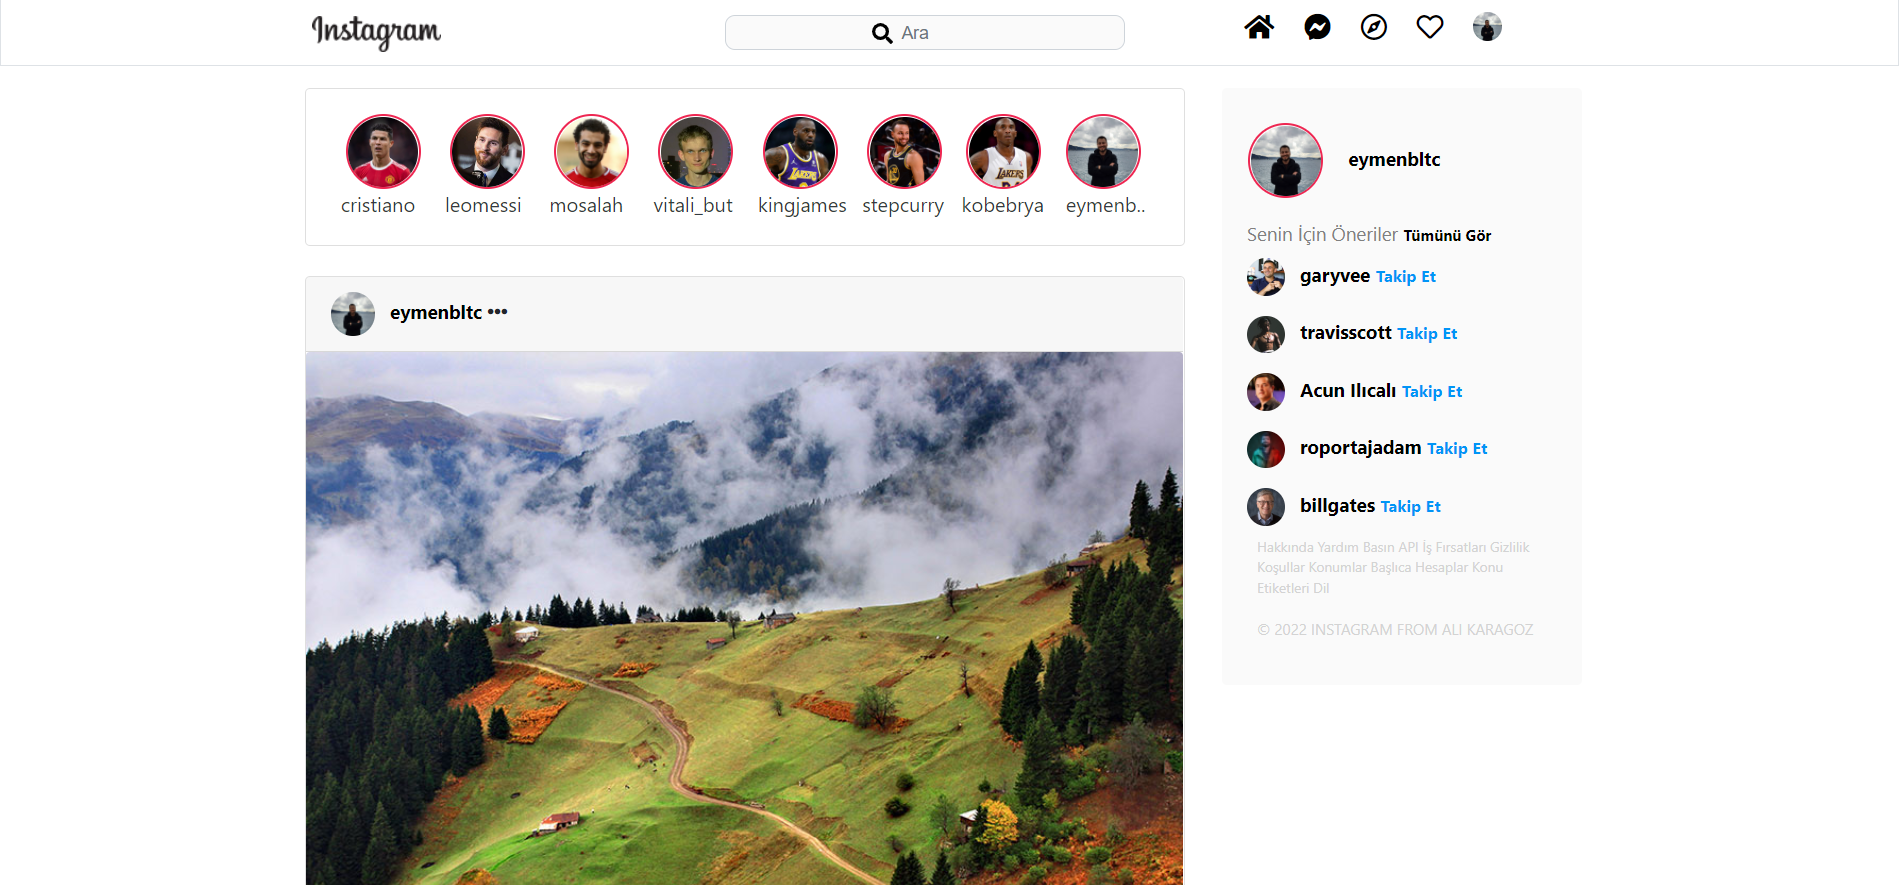 Instagram
Ara
cristiano leomessi mosalah vitali_but kingjames stepcurry kobebrya eymenb..
eymenbltc •••
eymenbltc
Senin İçin Öneriler Tümünü Gör
garyvee Takip Et
travisscott Takip Et
Acun Ilıcalı Takip Et
roportajadam Takip Et
billgates Takip Et
Hakkında Yardım Basın API İş Fırsatları Gizlilik
Koşullar Konumlar Başlıca Hesaplar Konu
Etiketleri Dil
© 2022 INSTAGRAM FROM ALI KARAGOZ